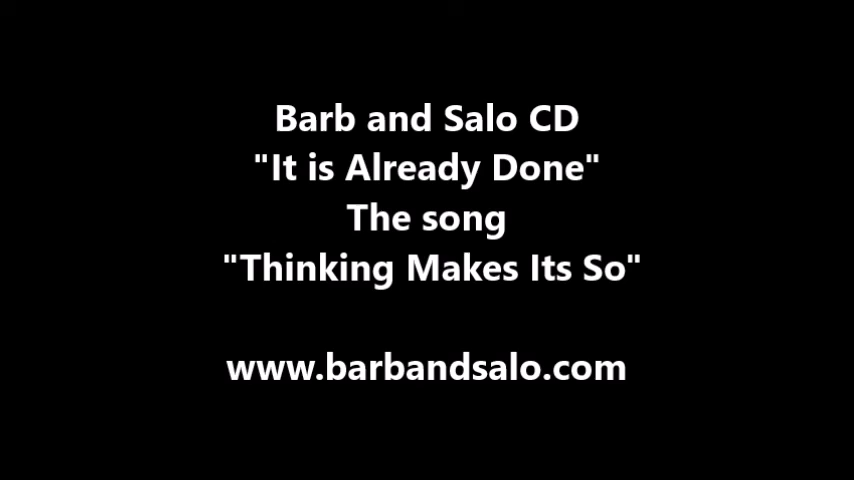 Barb and Salo CD
"It is Already Done"
The song
"Thinking Makes Its So"
www.barbandsalo.com